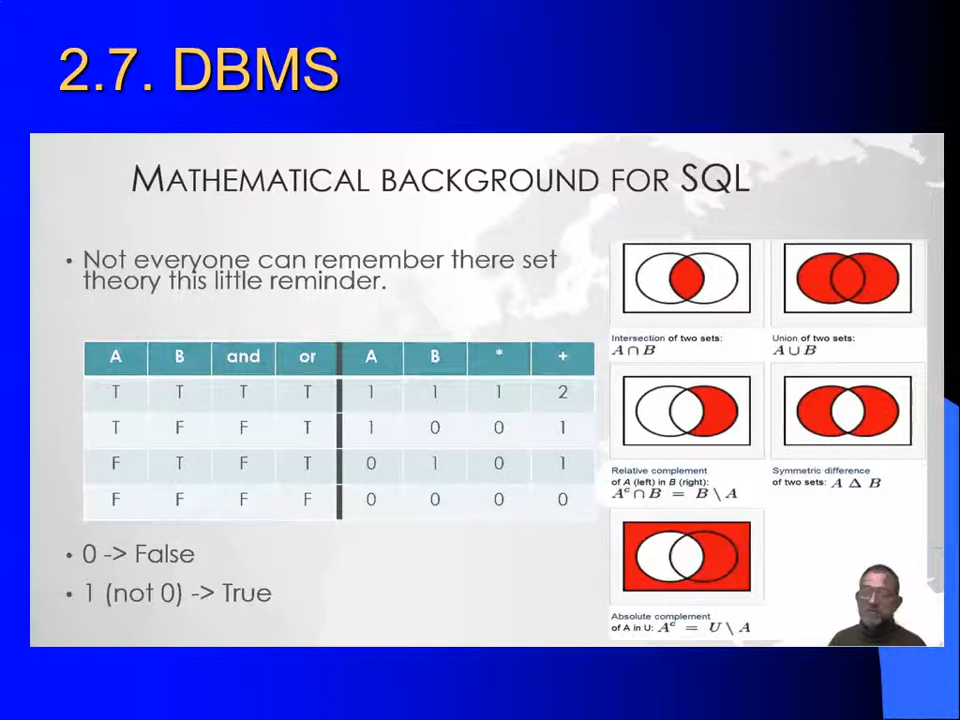 2.7. DBMS
MATHEMATICAL BACKGROUND FOR SQL
• Not everyone can remember there set
theory this little reminder.
A B and or A B * +
T T T T 1 1 1 2
T F F T 1 0 0 1
F T F T 0 1 0 1
F F F F 0 0 0 0
• 0 -> False
• 1 (not 0) -> True
Intersection of two sets:
A ∩ B
Union of two sets:
A ∪ B
Relative complement
of A (left) in B (right):
Aᶜ ∩ B = B \ A
Symmetric difference
of two sets: A Δ B
Absolute complement
of A in U: Aᶜ = U \ A